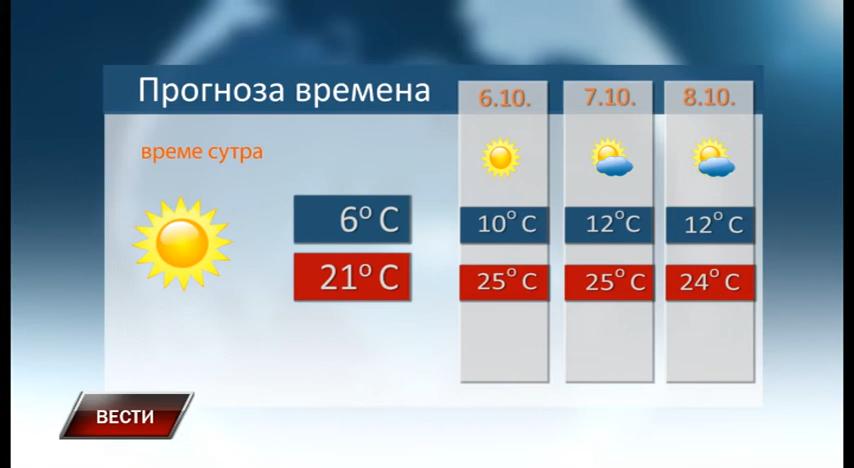 Прогноза времена
време сутра
6° C
21° C
6.10.
10° C
25° C
7.10.
12°C
25° C
8.10.
12° C
24° C
ВЕСТИ